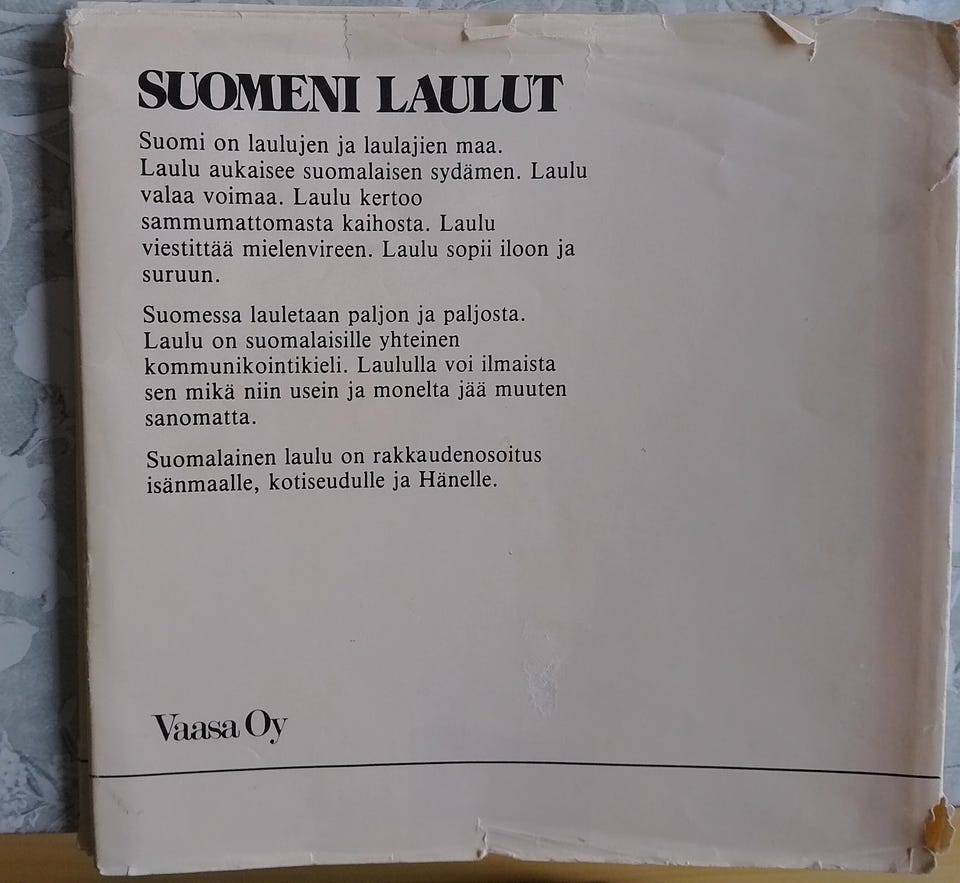 SUOMENI LAULUT
Suomi on laulujen ja laulajien maa.
Laulu aukaisee suomalaisen sydämen. Laulu
valaa voimaa. Laulu kertoo
sammumattomasta kaihosta. Laulu
viestittää mielenvireen. Laulu sopii iloon ja
suruun.
Suomessa lauletaan paljon ja paljosta.
Laulu on suomalaisille yhteinen
kommunikointikieli. Laululla voi ilmaista
sen mikä niin usein ja monelta jää muuten
sanomatta.
Suomalainen laulu on rakkaudenosoitus
isänmaalle, kotiseudulle ja Hänelle.
Vaasa Oy